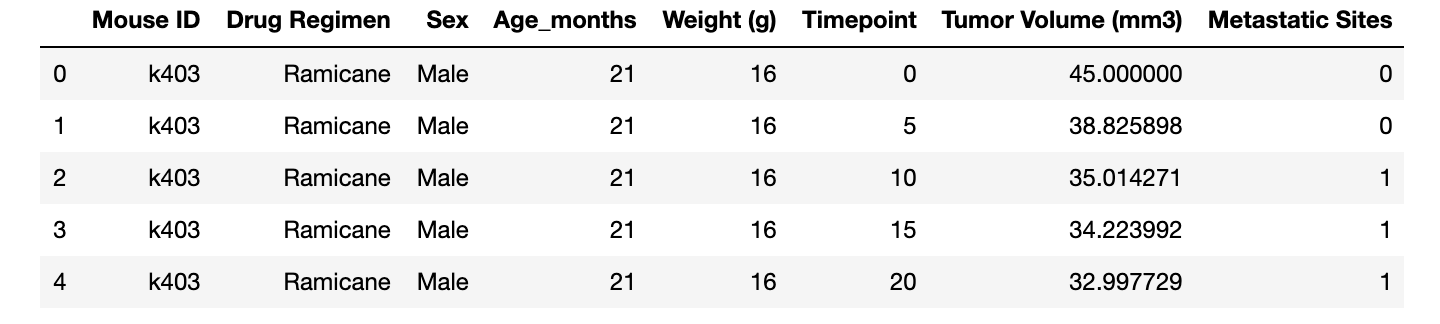 Mouse ID Drug Regimen Sex Age_months Weight (g) Timepoint Tumor Volume (mm3) Metastatic Sites
0 k403 Ramicane Male 21 16 0 45.000000 0
1 k403 Ramicane Male 21 16 5 38.825898 0
2 k403 Ramicane Male 21 16 10 35.014271 1
3 k403 Ramicane Male 21 16 15 34.223992 1
4 k403 Ramicane Male 21 16 20 32.997729 1